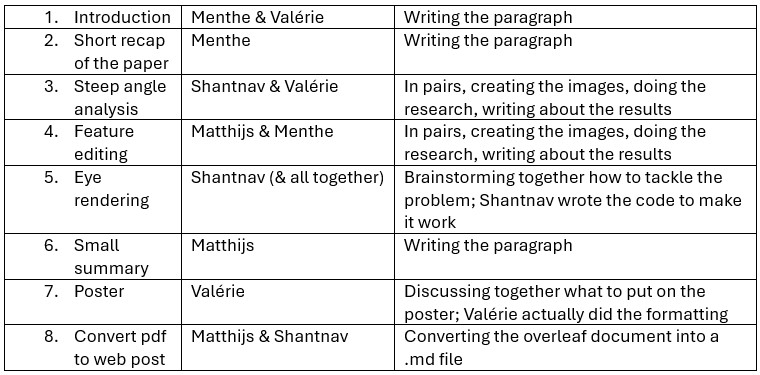 1. Introduction Menthe & Valérie Writing the paragraph
2. Short recap Menthe Writing the paragraph
of the paper
3. Steep angle Shantnav & Valérie In pairs, creating the images, doing the
analysis research, writing about the results
4. Feature Matthijs & Menthe In pairs, creating the images, doing the
editing research, writing about the results
5. Eye Shantnav (& all together) Brainstorming together how to tackle the
rendering problem; Shantnav wrote the code to make
it work
6. Small Matthijs Writing the paragraph
summary
7. Poster Valérie Discussing together what to put on the
poster; Valérie actually did the formatting
8. Convert pdf Matthijs & Shantnav Converting the overleaf document into a
to web post .md file